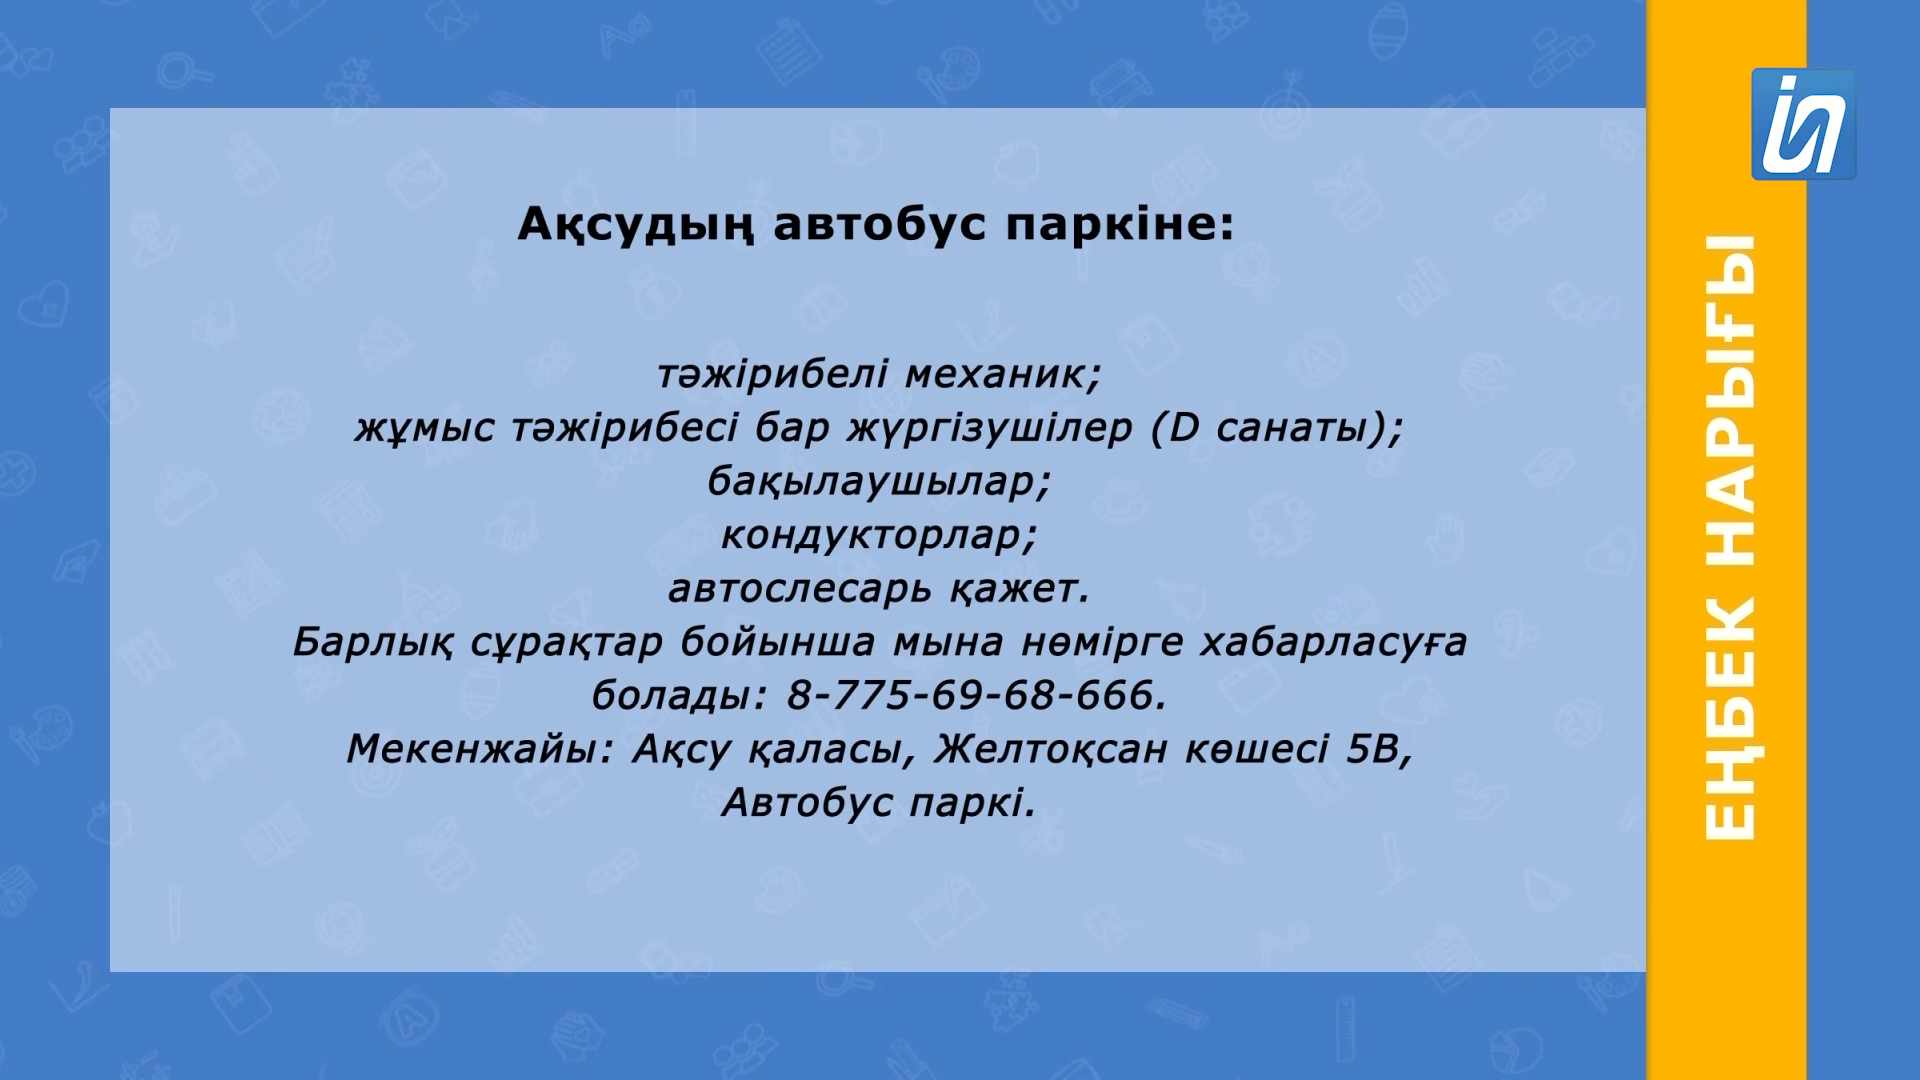 Ақсудың автобус паркіне:
тәжірибелі механик;
жұмыс тәжірибесі бар жүргізушілер (D санаты);
бақылаушылар;
кондукторлар;
автослесарь қажет.
Барлық сұрақтар бойынша мына нөмірге хабарласуға
болады: 8-775-69-68-666.
Мекенжайы: Ақсу қаласы, Желтоқсан көшесі 5В,
Автобус паркі.
ЕҢБЕК НАРЫҒЫ